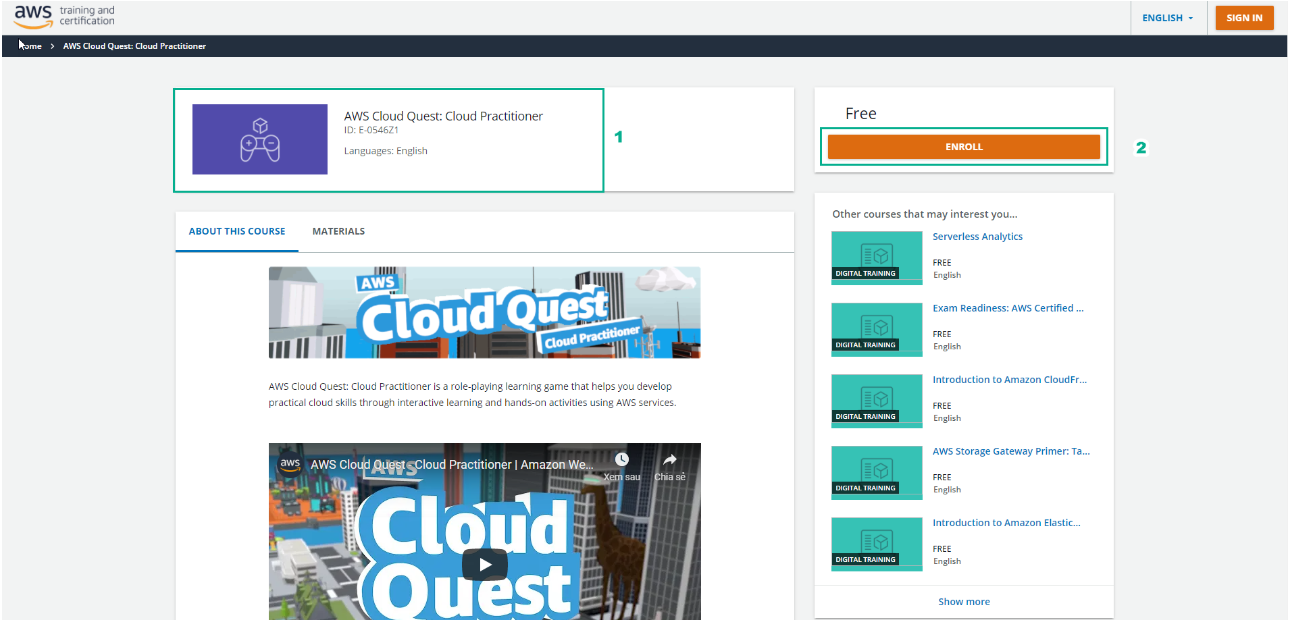 aws training and
certification
ENGLISH
SIGN IN
ome > AWS Cloud Quest: Cloud Practitioner
AWS Cloud Quest: Cloud Practitioner
ID: E-0546Z1
Languages: English
1
Free
ENROLL
2
ABOUT THIS COURSE
MATERIALS
AWS
Cloud Quest
Cloud Practitioner
AWS Cloud Quest: Cloud Practitioner is a role-playing learning game that helps you develop
practical cloud skills through interactive learning and hands-on activities using AWS services.
aws
AWS Cloud Quest: Cloud Practitioner | Amazon We...
Xem sau
Chia sẻ
AWS
Cloud
Quest
Other courses that may interest you...
Serverless Analytics
FREE
English
DIGITAL TRAINING
Exam Readiness: AWS Certified ...
FREE
English
DIGITAL TRAINING
Introduction to Amazon CloudFr...
FREE
English
DIGITAL TRAINING
AWS Storage Gateway Primer: Ta...
FREE
English
DIGITAL TRAINING
Introduction to Amazon Elastic...
FREE
English
DIGITAL TRAINING
Show more